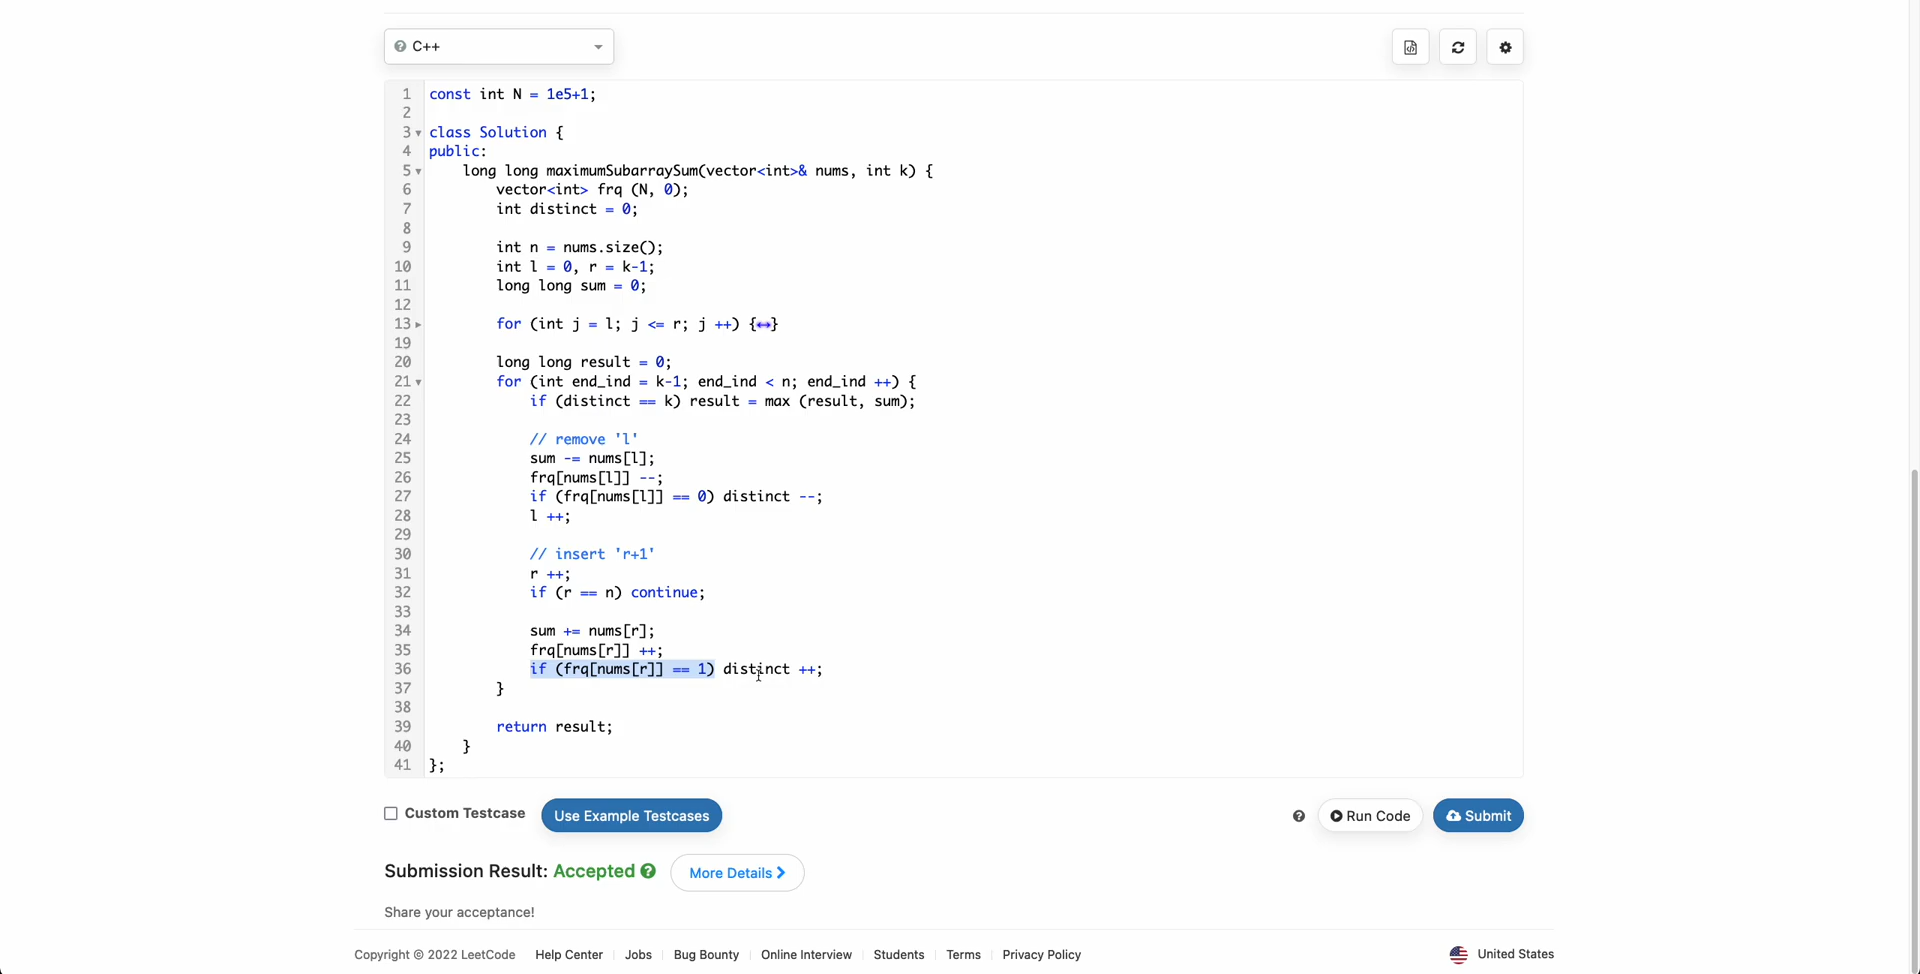 C++
1 const int N = 1e5+1;
2
3 class Solution {
4 public:
5     long long maximumSubarraySum(vector<int>& nums, int k) {
6         vector<int> frq (N, 0);
7         int distinct = 0;
8
9         int n = nums.size();
10         int l = 0, r = k-1;
11         long long sum = 0;
12
13         for (int j = l; j <= r; j ++) {↔}
19
20         long long result = 0;
21         for (int end_ind = k-1; end_ind < n; end_ind ++) {
22             if (distinct == k) result = max (result, sum);
23
24             // remove 'l'
25             sum -= nums[l];
26             frq[nums[l]] --;
27             if (frq[nums[l]] == 0) distinct --;
28             l ++;
29
30             // insert 'r+1'
31             r ++;
32             if (r == n) continue;
33
34             sum += nums[r];
35             frq[nums[r]] ++;
36             if (frq[nums[r]] == 1) distinct ++;
37         }
38
39         return result;
40     }
41 };
Custom Testcase Use Example Testcases Run Code Submit
Submission Result: Accepted More Details
Share your acceptance!
Copyright © 2022 LeetCode Help Center Jobs Bug Bounty Online Interview Students Terms Privacy Policy United States